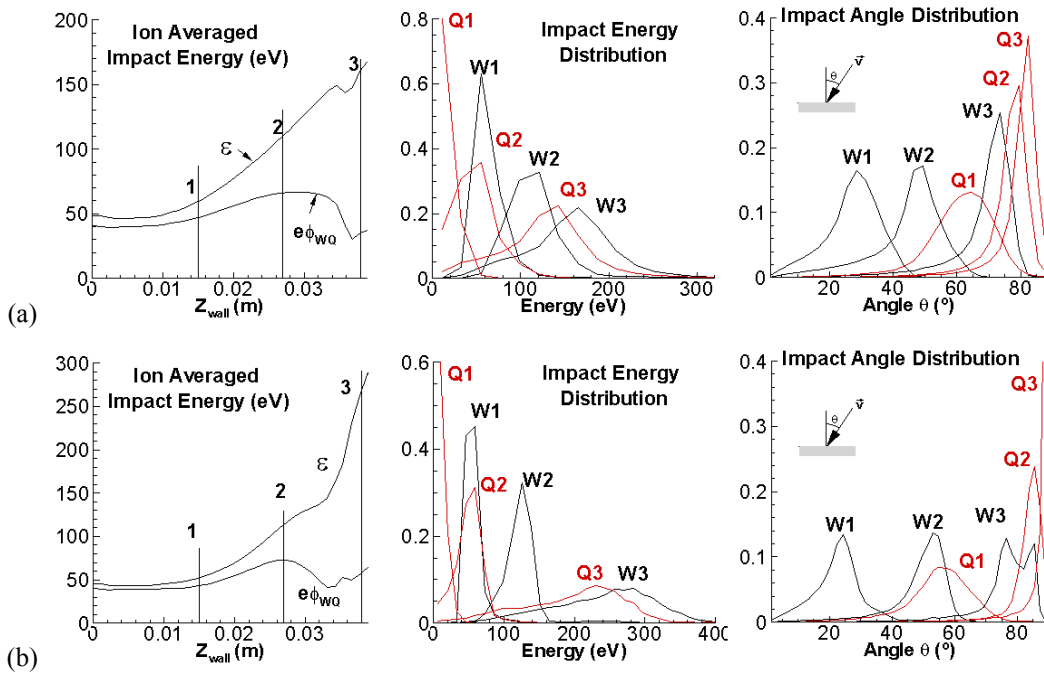 200
150
100
50
0
Ion Averaged
Impact Energy (eV)
1
2
3
ε
eϕWQ
0
0.01
0.02
0.03
Zwall (m)
(a)
0.8
0.6
0.4
0.2
0
Q1
Impact Energy
Distribution
W1
Q2
W2
Q3
W3
100
200
300
Energy (eV)
0.4
0.3
0.2
0.1
0
Impact Angle Distribution
θ
v
Q3
Q2
W3
W1
W2
Q1
20
40
60
80
Angle θ (º)
300
250
200
150
100
50
0
Ion Averaged
Impact Energy (eV)
3
2
1
ε
eϕWQ
0
0.01
0.02
0.03
Zwall (m)
(b)
0.6
0.4
0.2
0
Q1
Impact Energy
Distribution
W1
Q2
W2
Q3
W3
100
200
300
400
Energy (eV)
0.4
0.3
0.2
0.1
0
Impact Angle Distribution
θ
v
Q3
Q2
W1
W2
W3
Q1
20
40
60
80
Angle θ (º)